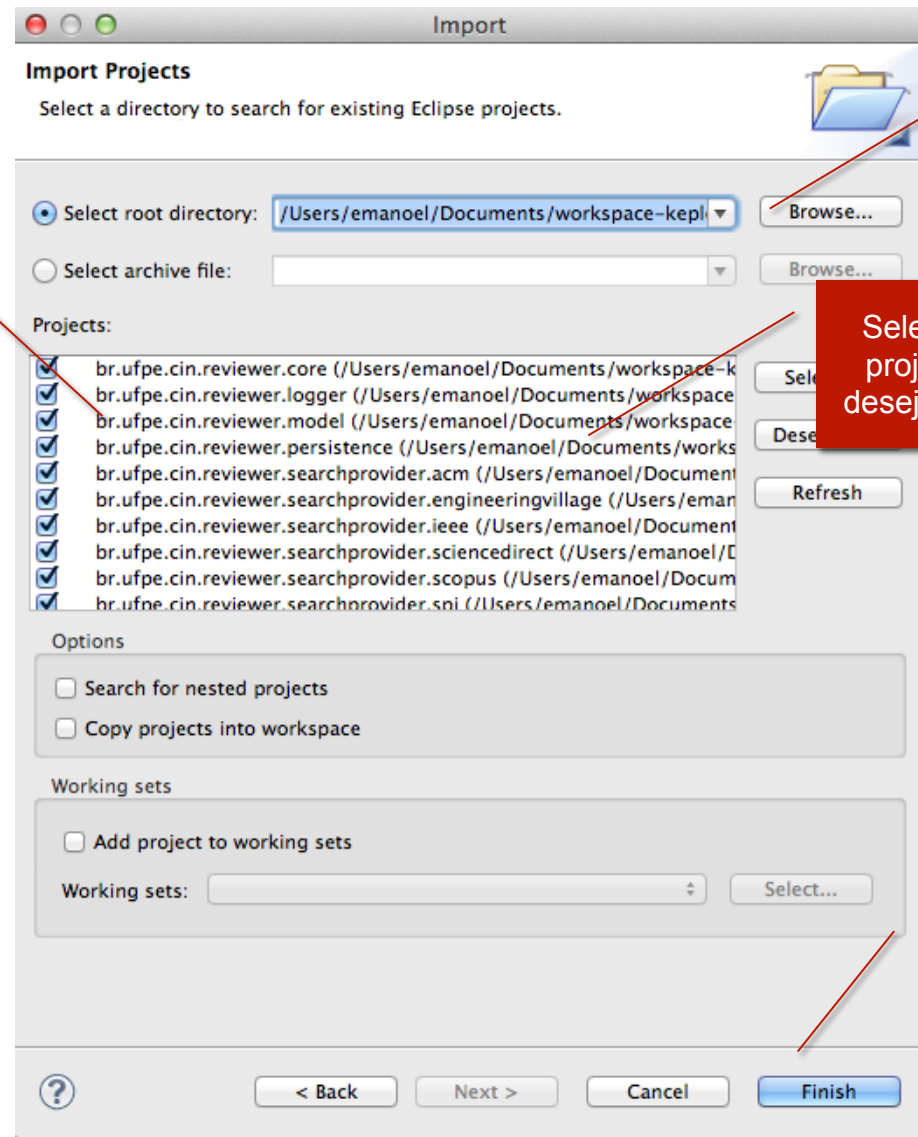 Import
Import Projects
Select a directory to search for existing Eclipse projects.
Select root directory: /Users/emanoel/Documents/workspace-keple Browse...
Select archive file: Browse...
Projects:
br.ufpe.cin.reviewer.core (/Users/emanoel/Documents/workspace-k
br.ufpe.cin.reviewer.logger (/Users/emanoel/Documents/workspace
br.ufpe.cin.reviewer.model (/Users/emanoel/Documents/workspace-
br.ufpe.cin.reviewer.persistence (/Users/emanoel/Documents/works
br.ufpe.cin.reviewer.searchprovider.acm (/Users/emanoel/Document
br.ufpe.cin.reviewer.searchprovider.engineeringvillage (/Users/eman
br.ufpe.cin.reviewer.searchprovider.ieee (/Users/emanoel/Document
br.ufpe.cin.reviewer.searchprovider.sciencedirect (/Users/emanoel/D
br.ufpe.cin.reviewer.searchprovider.scopus (/Users/emanoel/Docum
br.ufpe.cin.reviewer.searchprovider.spi (/Users/emanoel/Documents
Sele
proj
desej
Sele
Dese
Refresh
Options
Search for nested projects
Copy projects into workspace
Working sets
Add project to working sets
Working sets: Select...
? < Back Next > Cancel Finish